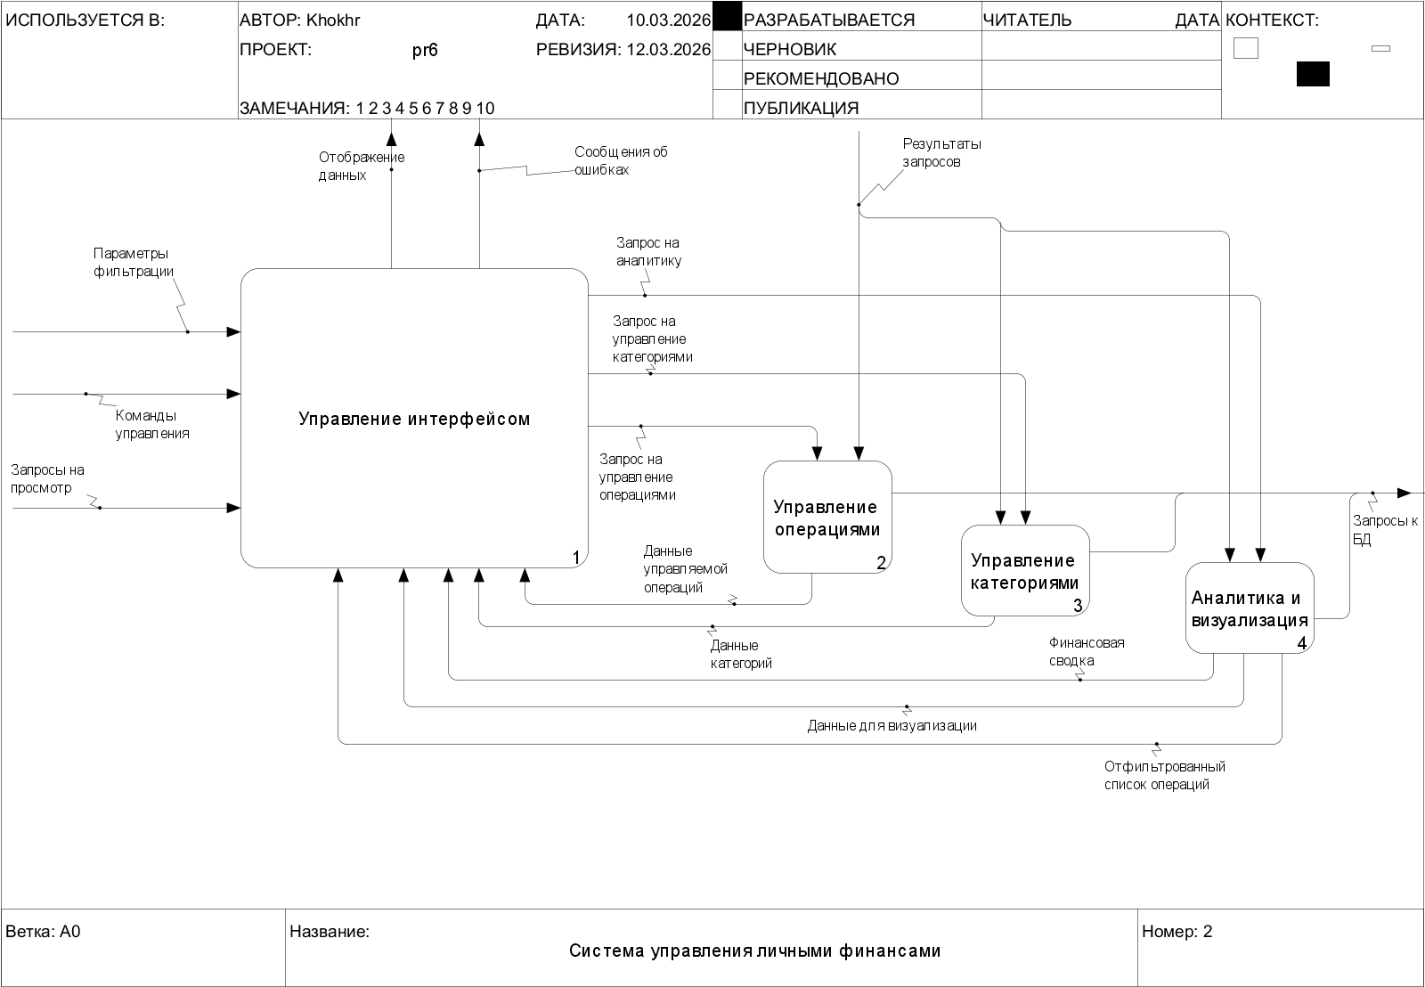 ИСПОЛЬЗУЕТСЯ В:
АВТОР: Khokhr
ДАТА: 10.03.2026
РАЗРАБАТЫВАЕТСЯ
ЧИТАТЕЛЬ
ДАТА
КОНТЕКСТ:
ПРОЕКТ: pr6
РЕВИЗИЯ: 12.03.2026
ЧЕРНОВИК
РЕКОМЕНДОВАНО
ЗАМЕЧАНИЯ: 1 2 3 4 5 6 7 8 9 10
ПУБЛИКАЦИЯ
Отображение
данных
Сообщения об
ошибках
Результаты
запросов
Параметры
фильтрации
Запрос на
аналитику
Запрос на
управление
категориями
Команды
управления
Управление интерфейсом
1
Запросы на
просмотр
Запрос на
управление
операциями
Управление
операциями
2
Запросы к
БД
Данные
управляемой
операций
Управление
категориями
3
Аналитика и
визуализация
4
Данные
категорий
Финансовая
сводка
Данные для визуализации
Отфильтрованный
список операций
Ветка: A0
Название:
Система управления личными финансами
Номер: 2